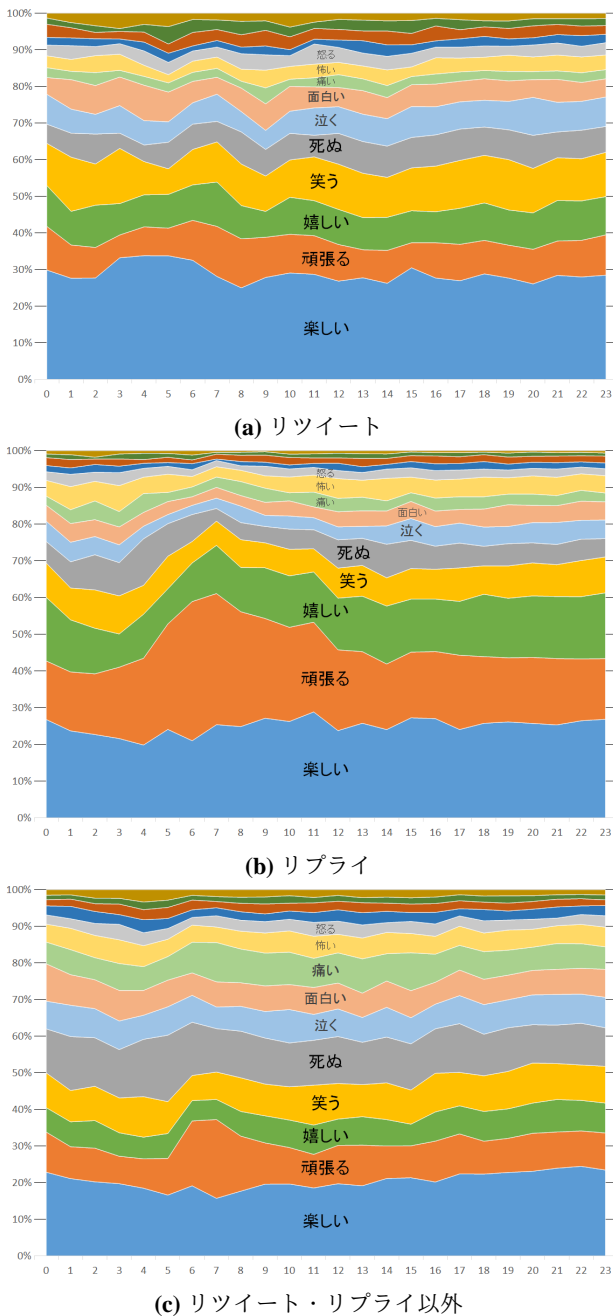 100%
90%
80%
70%
60%
50%
40%
30%
20%
10%
0%
怒る
怖い
痛い
面白い
泣く
死ぬ
笑う
嬉しい
頑張る
楽しい
0 1 2 3 4 5 6 7 8 9 10 11 12 13 14 15 16 17 18 19 20 21 22 23
(a) リツイート
100%
90%
80%
70%
60%
50%
40%
30%
20%
10%
0%
怒る
怖い
痛い
面白い
泣く
死ぬ
笑う
嬉しい
頑張る
楽しい
0 1 2 3 4 5 6 7 8 9 10 11 12 13 14 15 16 17 18 19 20 21 22 23
(b) リプライ
100%
90%
80%
70%
60%
50%
40%
30%
20%
10%
0%
怒る
怖い
痛い
面白い
泣く
死ぬ
笑う
嬉しい
頑張る
楽しい
0 1 2 3 4 5 6 7 8 9 10 11 12 13 14 15 16 17 18 19 20 21 22 23
(c) リツイート・リプライ以外